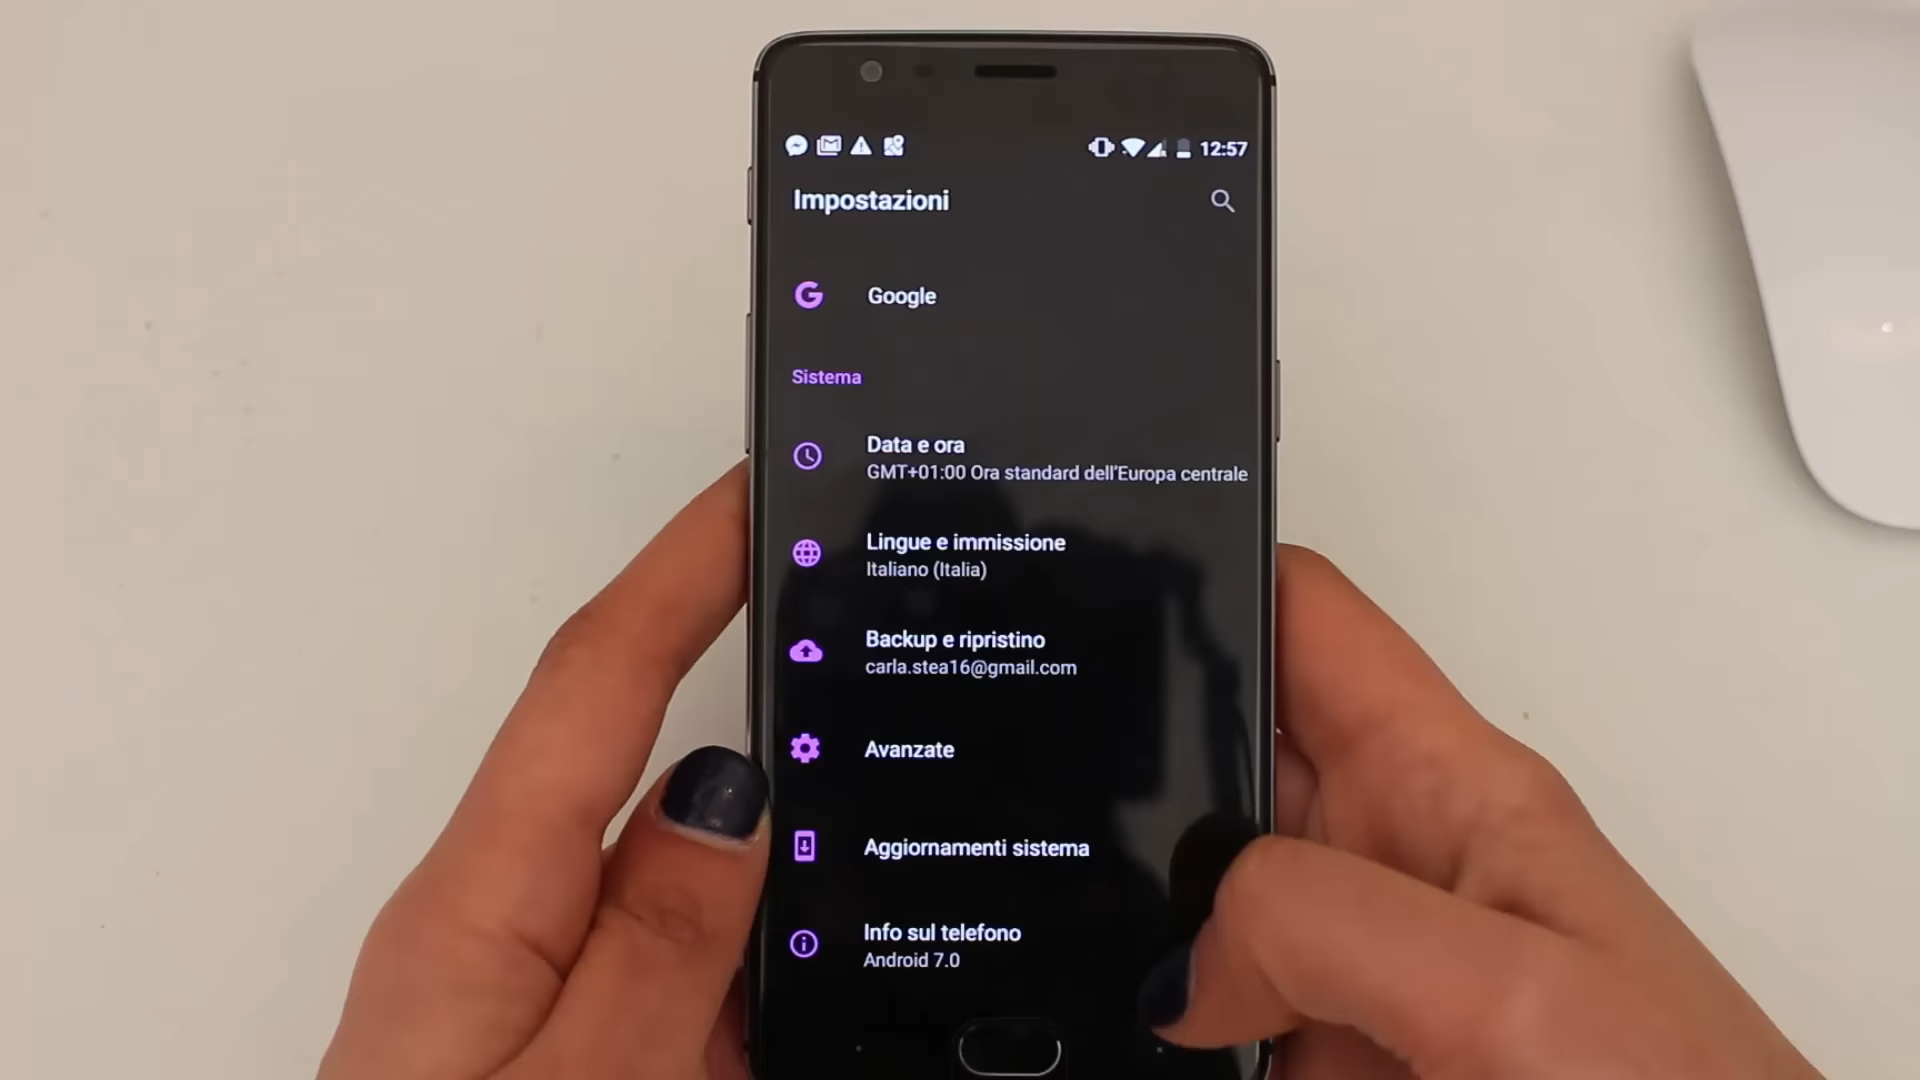 12:57
Impostazioni
Google
Sistema
Data e ora
GMT+01:00 Ora standard dell'Europa centrale
Lingue e immissione
Italiano (Italia)
Backup e ripristino
carla.stea16@gmail.com
Avanzate
Aggiornamenti sistema
Info sul telefono
Android 7.0